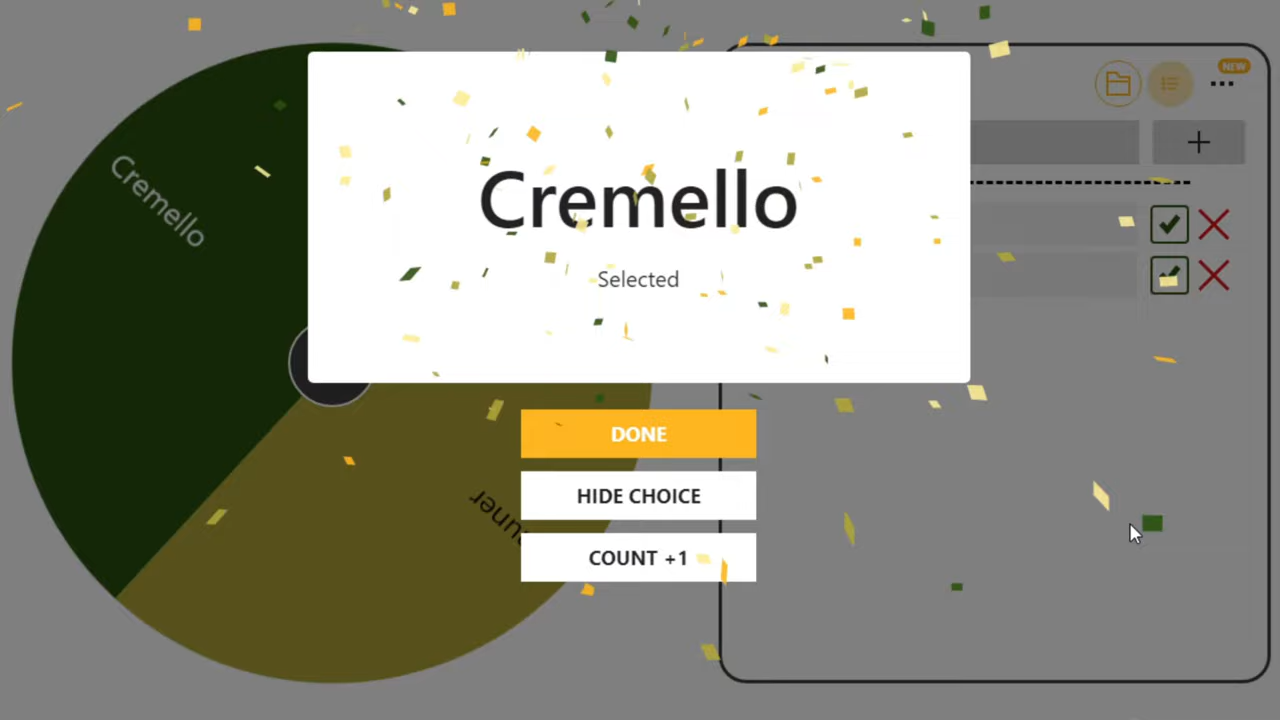 NEW
Cremello
Cremello
Selected
DONE
HIDE CHOICE
COUNT +1